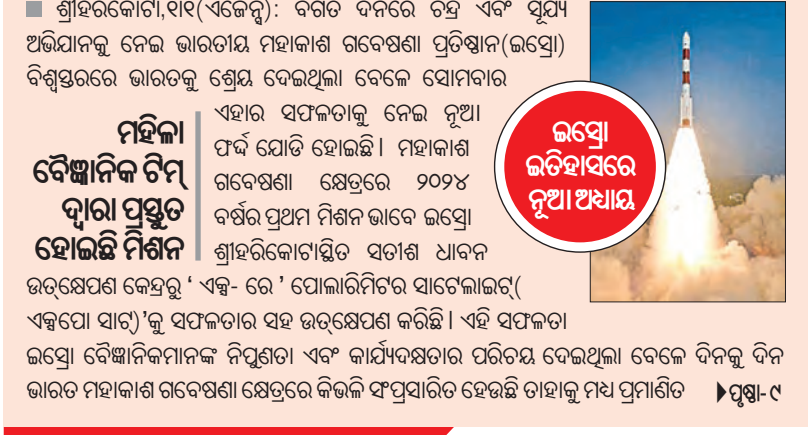 ■ ଶ୍ରୀହରିକୋଟା,୧।୧(ଏଜେନ୍ସି): ବିଗତ ଦିନରେ ଚନ୍ଦ୍ର ଏବଂ ସୂର୍ଯ୍ୟ
ଅଭିଯାନକୁ ନେଇ ଭାରତୀୟ ମହାକାଶ ଗବେଷଣା ପ୍ରତିଷ୍ଠାନ(ଇସ୍ରୋ)
ବିଶ୍ୱସ୍ତରରେ ଭାରତକୁ ଶ୍ରେୟ ଦେଇଥିଲା ବେଳେ ସୋମବାର
ଏହାର ସଫଳତାକୁ ନେଇ ନୂଆ
ଫର୍ଦ୍ଦ ଯୋଡି ହୋଇଛି। ମହାକାଶ
ଗବେଷଣା କ୍ଷେତ୍ରରେ ୨୦୨୪
ବର୍ଷର ପ୍ରଥମ ମିଶନ ଭାବେ ଇସ୍ରୋ
ଶ୍ରୀହରିକୋଟାସ୍ଥିତ ସତୀଶ ଧାବନ
ଉତ୍‌କ୍ଷେପଣ କେନ୍ଦ୍ରରୁ ‘ ଏକ୍ସ- ରେ ’ ପୋଲାରିମିଟର ସାଟେଲାଇଟ୍(
ଏକ୍ସପୋ ସାଟ୍)’କୁ ସଫଳତାର ସହ ଉତ୍‌କ୍ଷେପଣ କରିଛି। ଏହି ସଫଳତା
ଇସ୍ରୋ ବୈଜ୍ଞାନିକମାନଙ୍କ ନିପୁଣତା ଏବଂ କାର୍ଯ୍ୟଦକ୍ଷତାର ପରିଚୟ ଦେଇଥିଲା ବେଳେ ଦିନକୁ ଦିନ
ଭାରତ ମହାକାଶ ଗବେଷଣା କ୍ଷେତ୍ରରେ କିଭଳି ସଂପ୍ରସାରିତ ହେଉଛି ତାହାକୁ ମଧ୍ୟ ପ୍ରମାଣିତ ▶ପୃଷ୍ଠା-୯
ମହିଳା
ବୈଜ୍ଞାନିକ ଟିମ୍
ଦ୍ୱାରା ପ୍ରସ୍ତୁତ
ହୋଇଛି ମିଶନ
ଇସ୍ରୋ
ଇତିହାସରେ
ନୂଆ ଅଧ୍ୟାୟ